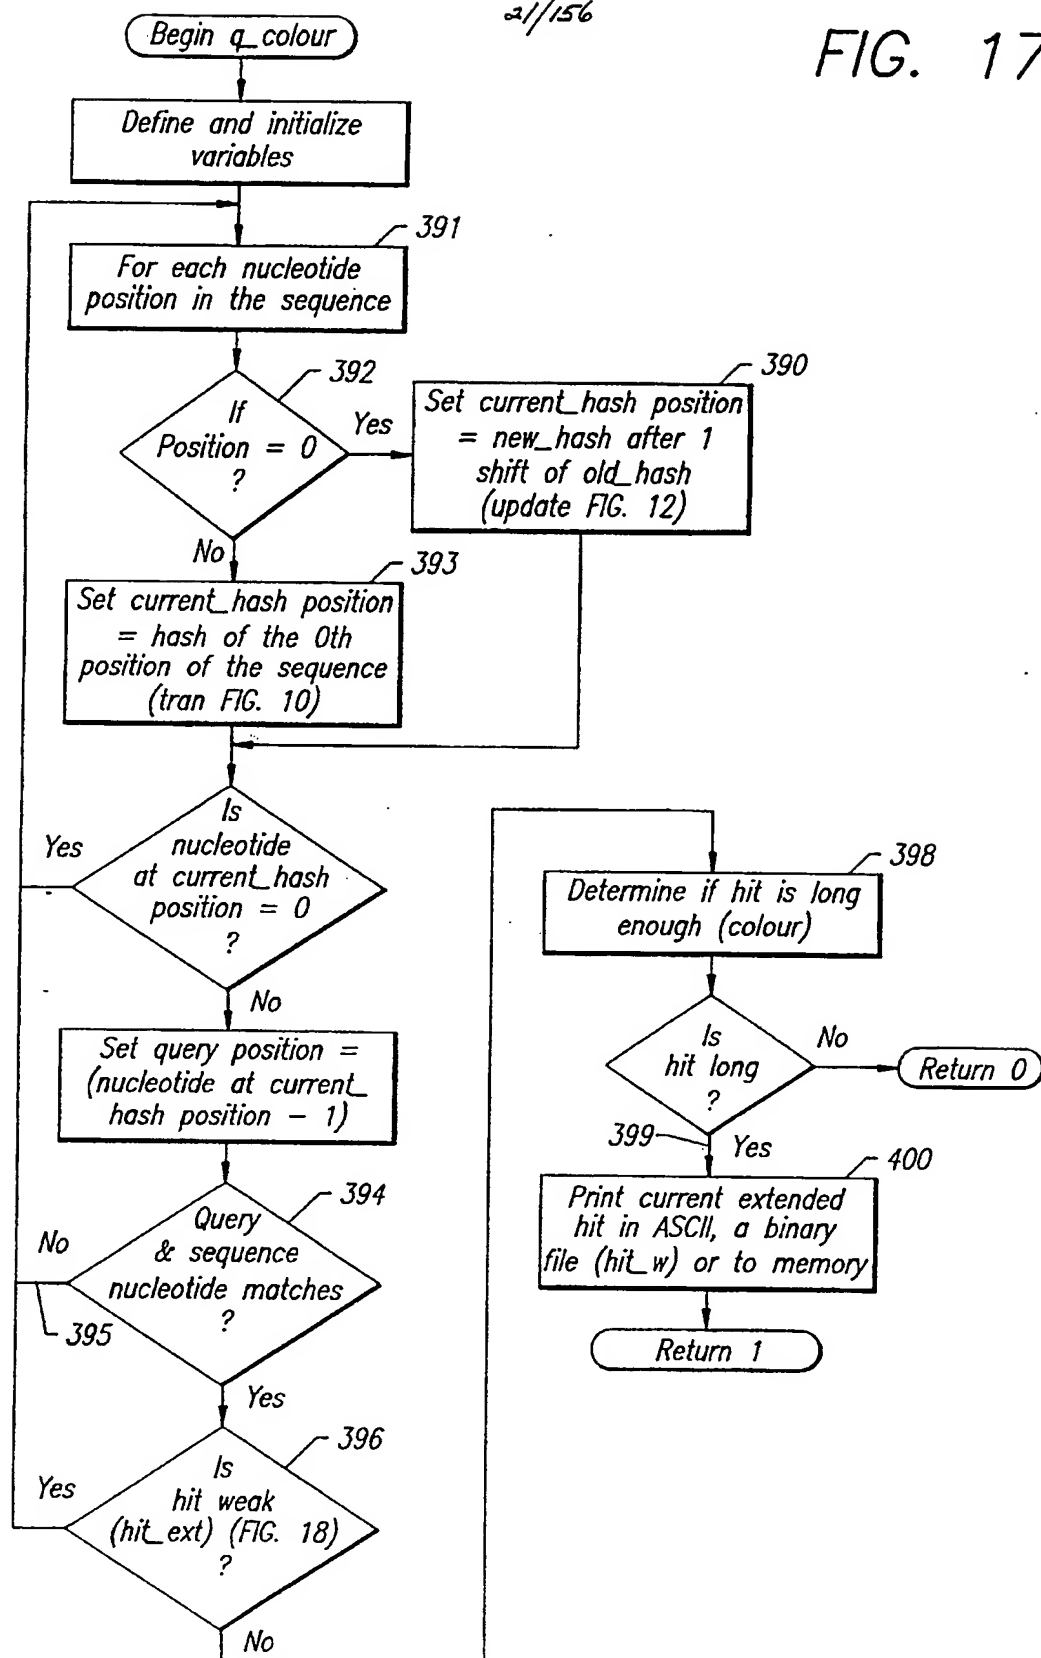 21/156
FIG. 17
Begin q_colour
Define and initialize
variables
391
For each nucleotide
position in the sequence
392
If
Position = 0
?
Yes
390
Set current_hash position
= new_hash after 1
shift of old_hash
(update FIG. 12)
No
393
Set current_hash position
= hash of the 0th
position of the sequence
(tran FIG. 10)
Is
nucleotide
at current_hash
position = 0
?
Yes
No
Set query position =
(nucleotide at current_
hash position - 1)
394
Query
& sequence
nucleotide matches
?
No
395
Yes
396
Is
hit weak
(hit_ext) (FIG. 18)
?
Yes
No
398
Determine if hit is long
enough (colour)
Is
hit long
?
No
Return 0
399
Yes
400
Print current extended
hit in ASCII, a binary
file (hit_w) or to memory
Return 1